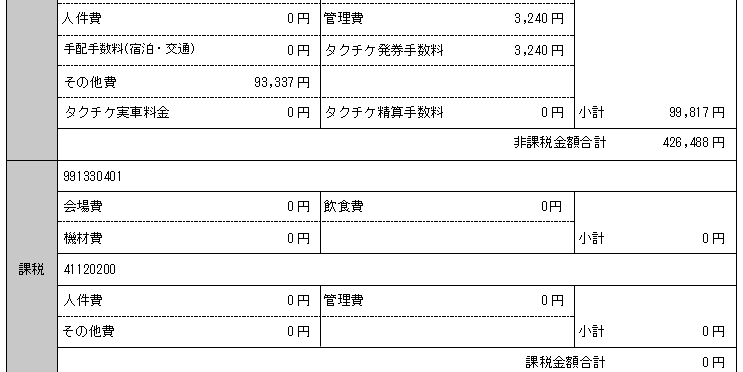 人件費 0円 管理費 3,240円
手配手数料(宿泊・交通) 0円 タクチケ発券手数料 3,240円
その他費 93,337円
タクチケ実車料金 0円 タクチケ精算手数料 0円 小計 99,817円
非課税金額合計 426,488円
991330401
会場費 0円 飲食費 0円
機材費 0円 小計 0円
課税 41120200
人件費 0円 管理費 0円
その他費 0円 小計 0円
課税金額合計 0円